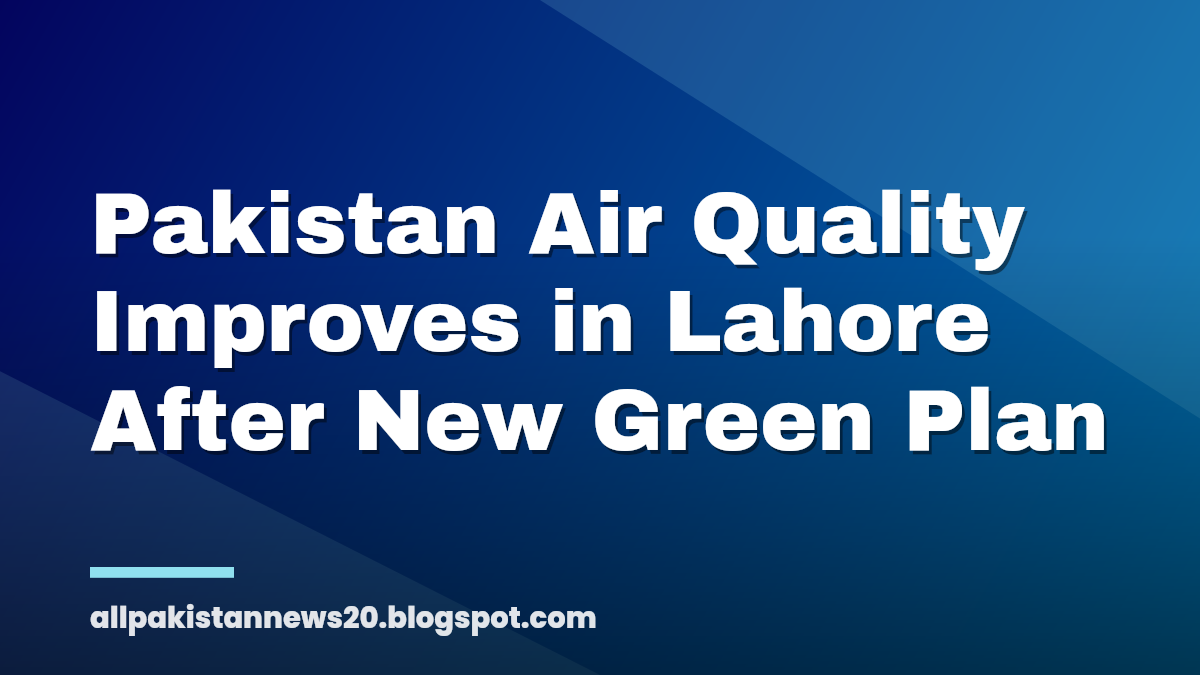 Pakistan Air Quality
Improves in Lahore
After New Green Plan
allpakistannews20.blogspot.com